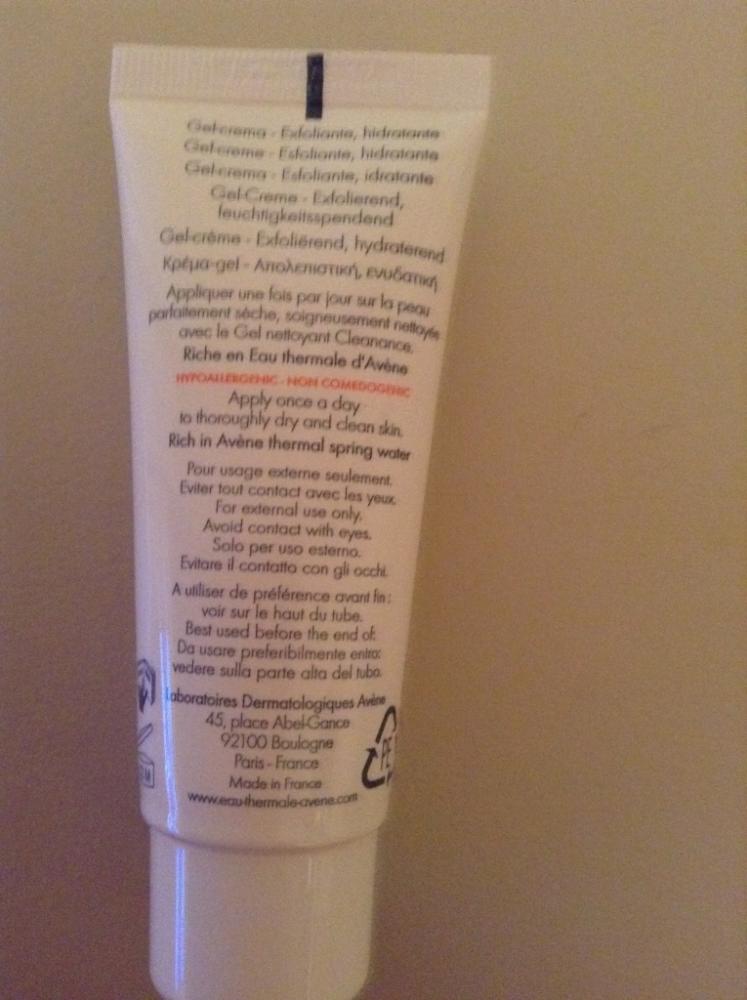 Gel-crema - Exfoliante, hidratante
Gel-creme - Esfoliante, hidratante
Gel-crema - Esfoliante, idratante
Gel-Creme - Exfolierend,
feuchtigkeitsspendend
Gel-crème - Exfoliërend, hydraterend
Κρέμα-gel - Απολεπιστική, ενυδατική
Appliquer une fois par jour sur la peau
parfaitement sèche, soigneusement nettoyée
avec le Gel nettoyant Cleanance.
Riche en Eau thermale d'Avène
HYPOALLERGENIC - NON COMEDOGENIC
Apply once a day
to thoroughly dry and clean skin.
Rich in Avène thermal spring water
Pour usage externe seulement.
Eviter tout contact avec les yeux.
For external use only.
Avoid contact with eyes.
Solo per uso esterno.
Evitare il contatto con gli occhi.
A utiliser de préférence avant fin :
voir sur le haut du tube.
Best used before the end of:
Da usare preferibilmente entro:
vedere sulla parte alta del tubo.
Laboratoires Dermatologiques Avène
45, place Abel-Gance
92100 Boulogne
Paris - France
Made in France
www.eau-thermale-avene.com
PE